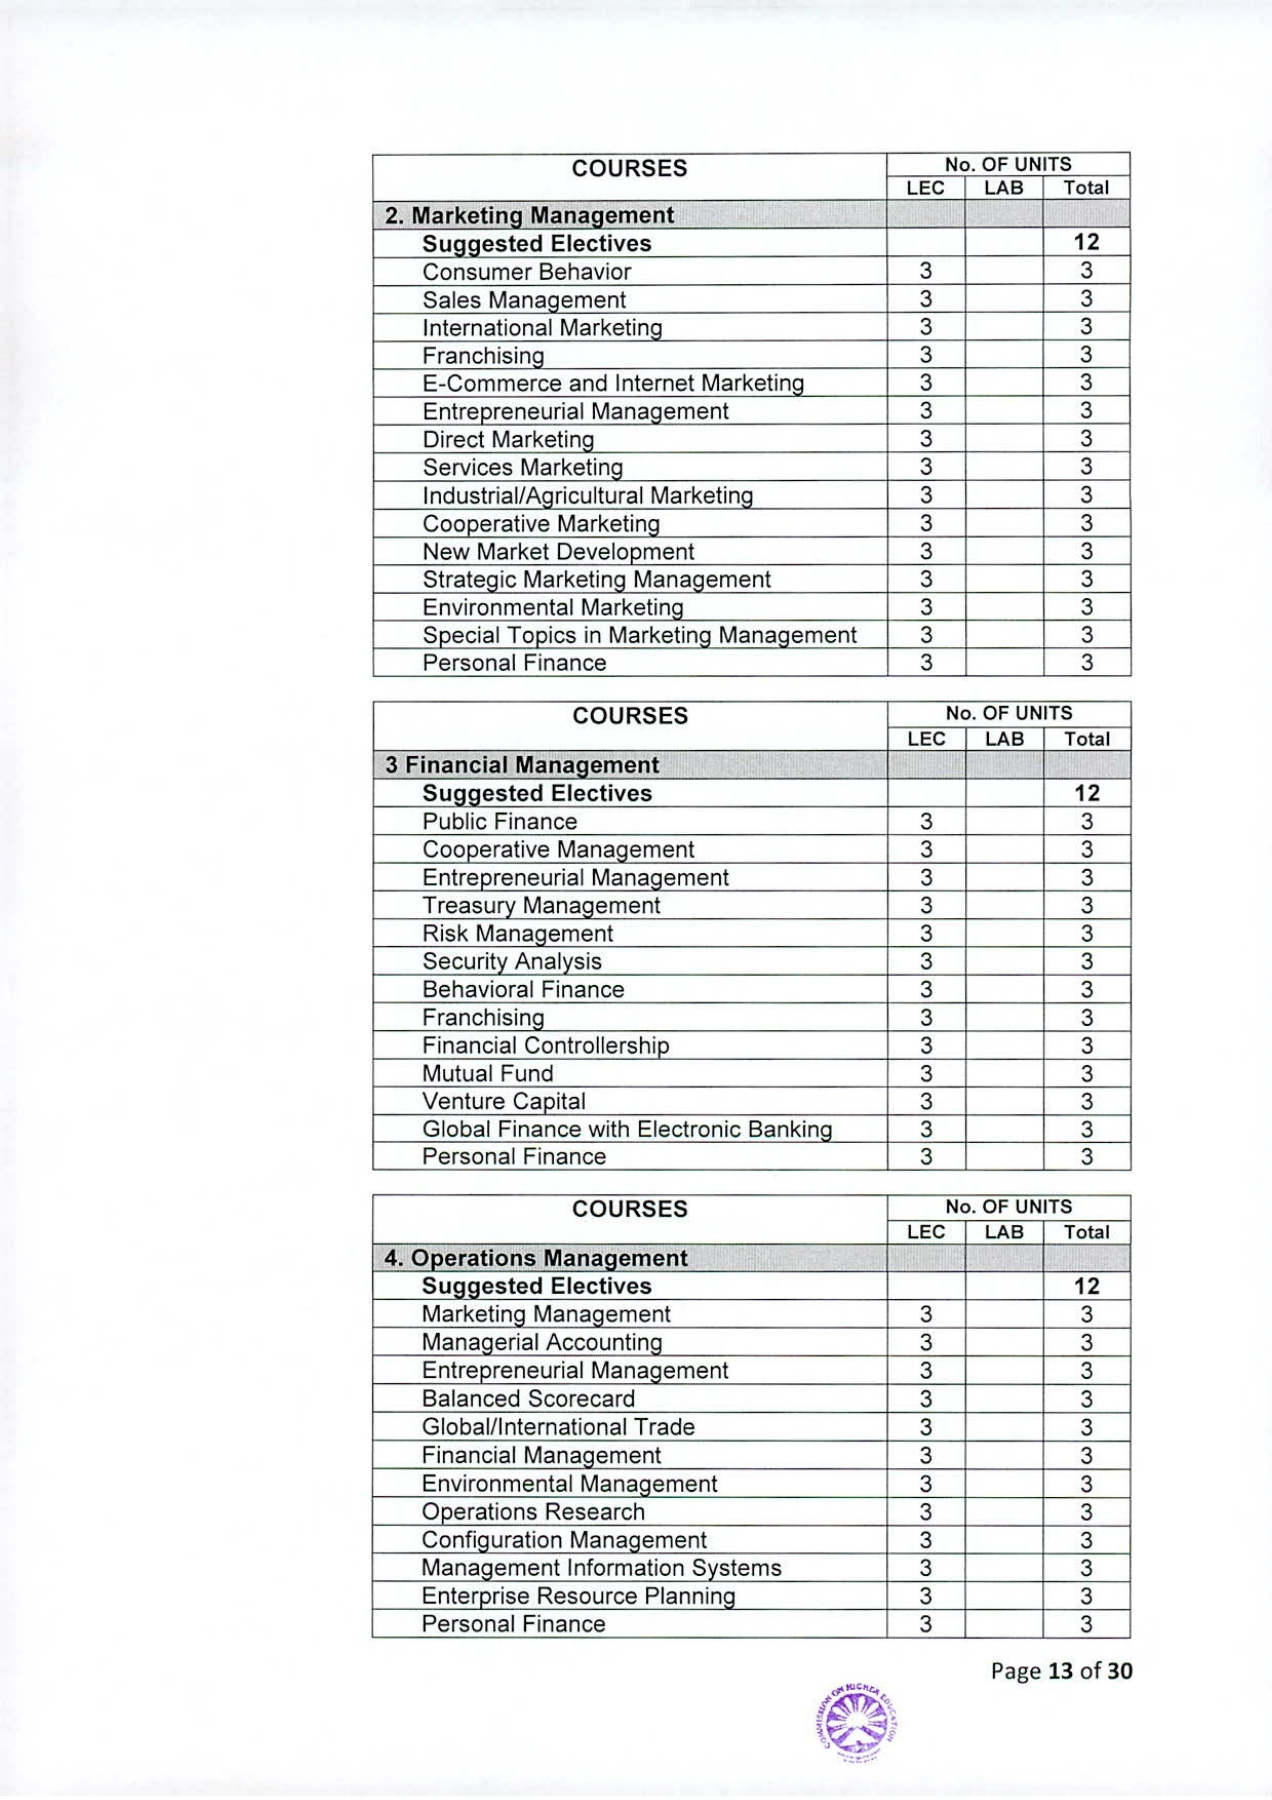 COURSES No. OF UNITS
LEC LAB Total
2. Marketing Management
Suggested Electives 12
Consumer Behavior 3 3
Sales Management 3 3
International Marketing 3 3
Franchising 3 3
E-Commerce and Internet Marketing 3 3
Entrepreneurial Management 3 3
Direct Marketing 3 3
Services Marketing 3 3
Industrial/Agricultural Marketing 3 3
Cooperative Marketing 3 3
New Market Development 3 3
Strategic Marketing Management 3 3
Environmental Marketing 3 3
Special Topics in Marketing Management 3 3
Personal Finance 3 3
COURSES No. OF UNITS
LEC LAB Total
3 Financial Management
Suggested Electives 12
Public Finance 3 3
Cooperative Management 3 3
Entrepreneurial Management 3 3
Treasury Management 3 3
Risk Management 3 3
Security Analysis 3 3
Behavioral Finance 3 3
Franchising 3 3
Financial Controllership 3 3
Mutual Fund 3 3
Venture Capital 3 3
Global Finance with Electronic Banking 3 3
Personal Finance 3 3
COURSES No. OF UNITS
LEC LAB Total
4. Operations Management
Suggested Electives 12
Marketing Management 3 3
Managerial Accounting 3 3
Entrepreneurial Management 3 3
Balanced Scorecard 3 3
Global/International Trade 3 3
Financial Management 3 3
Environmental Management 3 3
Operations Research 3 3
Configuration Management 3 3
Management Information Systems 3 3
Enterprise Resource Planning 3 3
Personal Finance 3 3
Page 13 of 30
COMMISSION ON HIGHER EDUCATION